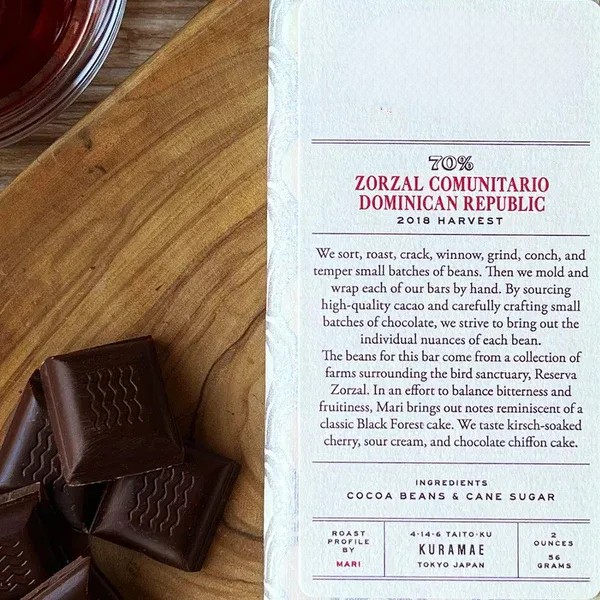 70%
ZORZAL COMUNITARIO
DOMINICAN REPUBLIC
2018 HARVEST
We sort, roast, crack, winnow, grind, conch, and
temper small batches of beans. Then we mold and
wrap each of our bars by hand. By sourcing
high-quality cacao and carefully crafting small
batches of chocolate, we strive to bring out the
individual nuances of each bean.
The beans for this bar come from a collection of
farms surrounding the bird sanctuary, Reserva
Zorzal. In an effort to balance bitterness and
fruitiness, Mari brings out notes reminiscent of a
classic Black Forest cake. We taste kirsch-soaked
cherry, sour cream, and chocolate chiffon cake.
INGREDIENTS
COCOA BEANS & CANE SUGAR
ROAST
PROFILE
BY
MARI
4-14-6 TAITO-KU
KURAMAE
TOKYO JAPAN
2
OUNCES
56
GRAMS